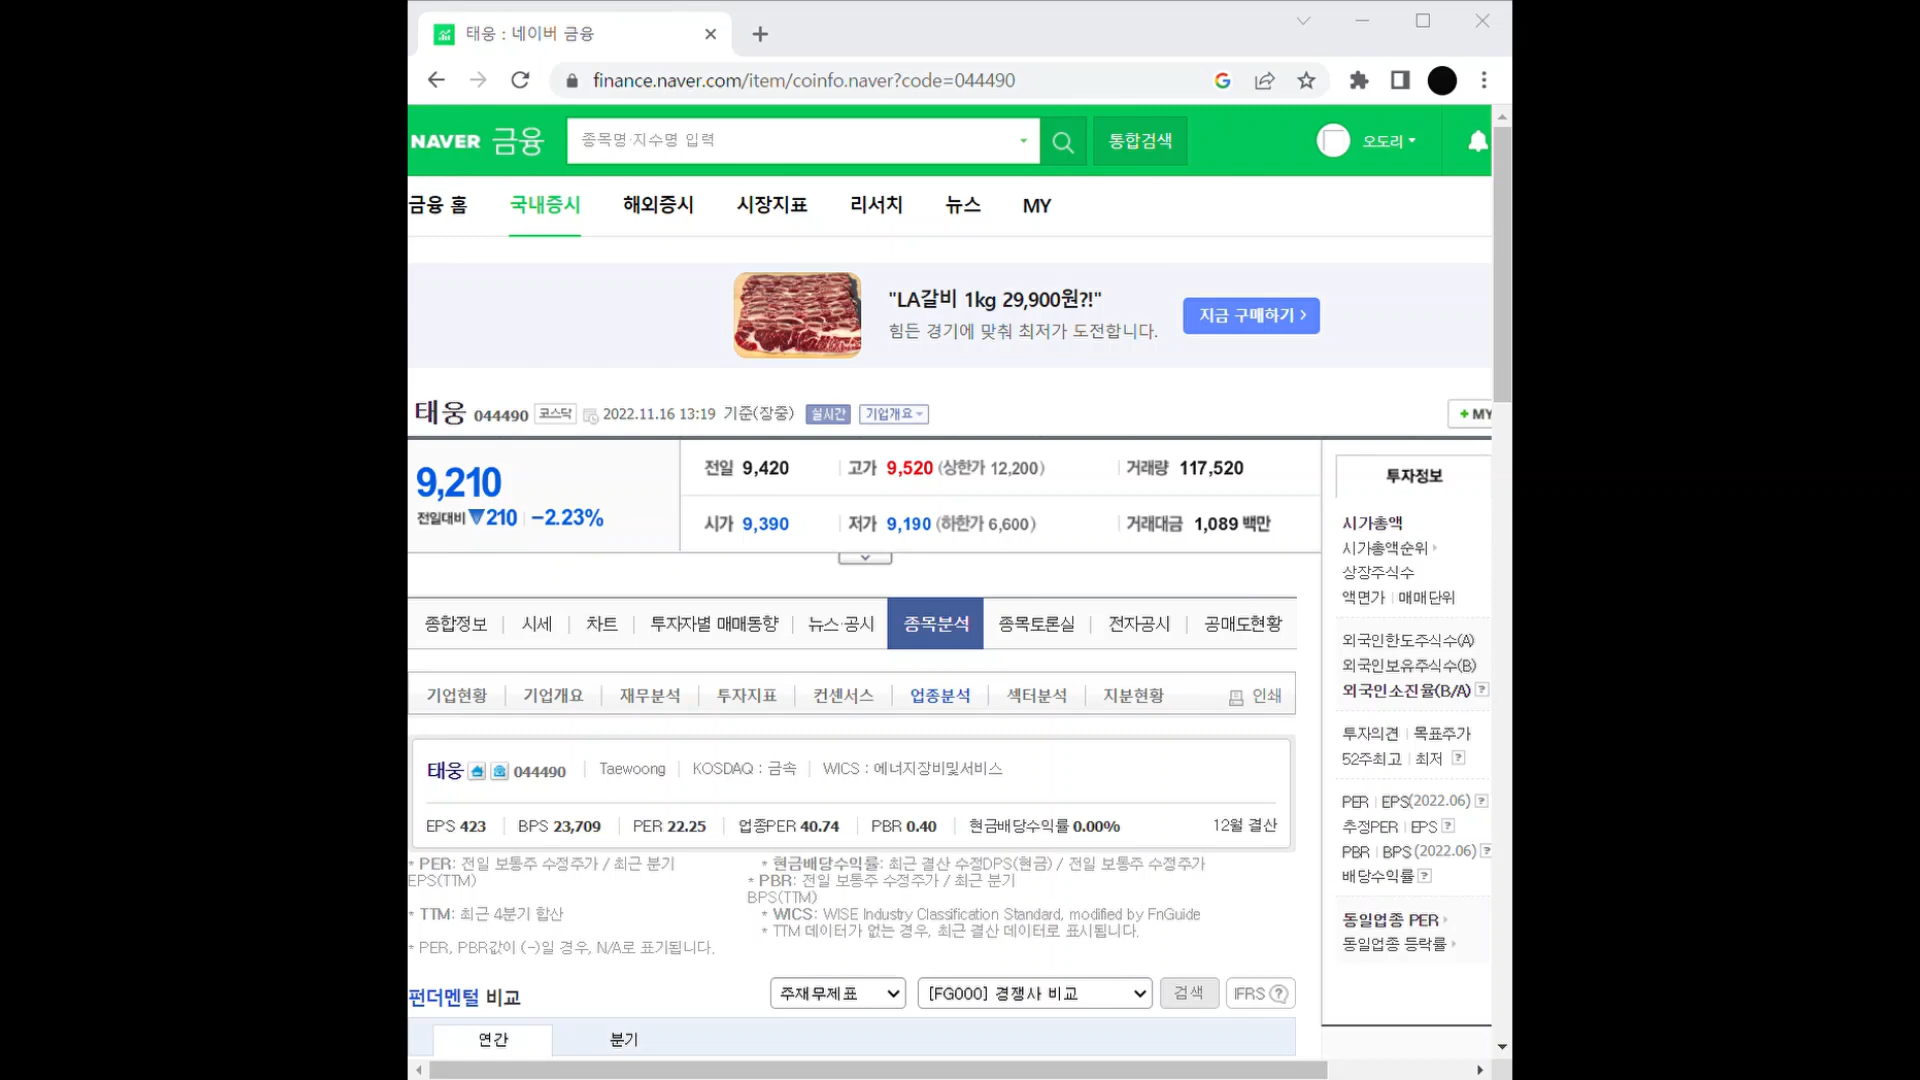 태웅 : 네이버 금융
finance.naver.com/item/coinfo.naver?code=044490
NAVER 금융 종목명·지수명 입력 통합검색 오도리
금융 홈 국내증시 해외증시 시장지표 리서치 뉴스 MY
"LA갈비 1kg 29,900원?!"
힘든 경기에 맞춰 최저가 도전합니다.
지금 구매하기 >
태웅 044490 코스닥 2022.11.16 13:19 기준(장중) 실시간 기업개요
+ MY
9,210
전일대비 ▼210 -2.23%
전일 9,420 고가 9,520 (상한가 12,200) 거래량 117,520
시가 9,390 저가 9,190 (하한가 6,600) 거래대금 1,089 백만
종합정보 시세 차트 투자자별 매매동향 뉴스·공시 종목분석 종목토론실 전자공시 공매도현황
기업현황 기업개요 재무분석 투자지표 컨센서스 업종분석 섹터분석 지분현황 인쇄
태웅 044490 Taewoong KOSDAQ : 금속 WICS : 에너지장비및서비스
EPS 423 BPS 23,709 PER 22.25 업종PER 40.74 PBR 0.40 현금배당수익률 0.00% 12월 결산
* PER: 전일 보통주 수정주가 / 최근 분기
EPS(TTM)
* 현금배당수익률: 최근 결산 수정DPS(현금) / 전일 보통주 수정주가
* PBR: 전일 보통주 수정주가 / 최근 분기
BPS(TTM)
* TTM: 최근 4분기 합산
* WICS: WISE Industry Classification Standard, modified by FnGuide
* TTM 데이터가 없는 경우, 최근 결산 데이터로 표시됩니다.
* PER, PBR값이 (-)일 경우, N/A로 표기됩니다.
펀더멘털 비교 주재무제표 [FG000] 경쟁사 비교 검색 IFRS ?
연간 분기
투자정보
시가총액
시가총액순위
상장주식수
액면가 매매단위
외국인한도주식수(A)
외국인보유주식수(B)
외국인소진율(B/A) ?
투자의견 목표주가
52주최고 최저 ?
PER EPS(2022.06) ?
추정PER EPS ?
PBR BPS (2022.06) ?
배당수익률 ?
동일업종 PER
동일업종 등락률